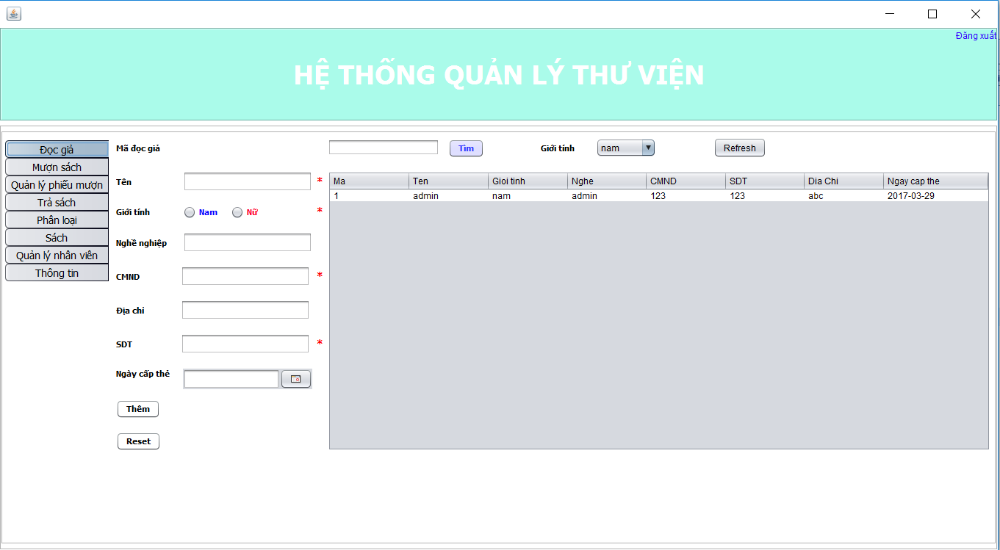 Đăng xuất
HỆ THỐNG QUẢN LÝ THƯ VIỆN
Đọc giả
Mượn sách
Quản lý phiếu mượn
Trả sách
Phân loại
Sách
Quản lý nhân viên
Thông tin
Mã đọc giả
Tìm
Giới tính
nam
Refresh
Tên *
Giới tính Nam Nữ *
Nghề nghiệp
CMND *
Địa chỉ
SDT *
Ngày cấp thẻ
Thêm
Reset
Ma Ten Gioi tinh Nghe CMND SDT Dia Chi Ngay cap the
1 admin nam admin 123 123 abc 2017-03-29